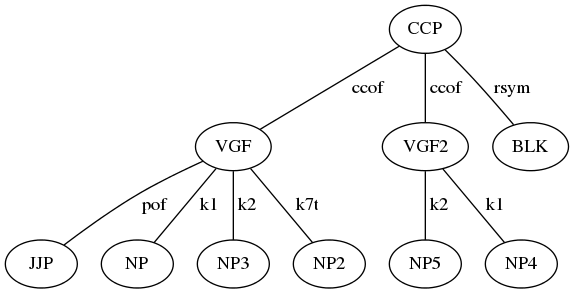 CCP
ccof ccof rsym
VGF VGF2 BLK
pof k1 k2 k7t k2 k1
JJP NP NP3 NP2 NP5 NP4